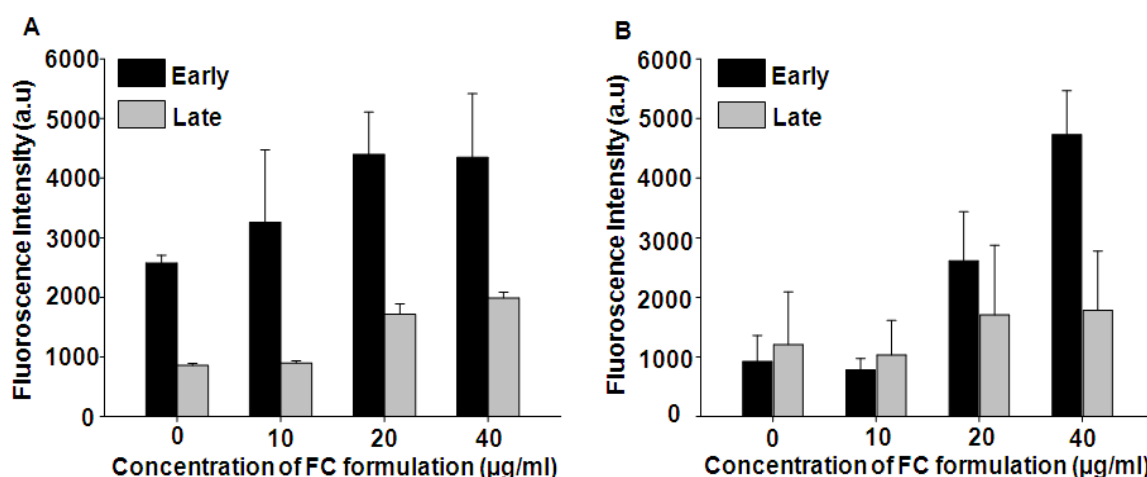 A
Fluoroscence Intensity (a.u)
6000
5000
4000
3000
2000
1000
0
Early
Late
0 10 20 40
Concentration of FC formulation (µg/ml)
B
Fluoroscence Intensity (a.u)
6000
5000
4000
3000
2000
1000
0
Early
Late
0 10 20 40
Concentration of FC formulation (µg/ml)